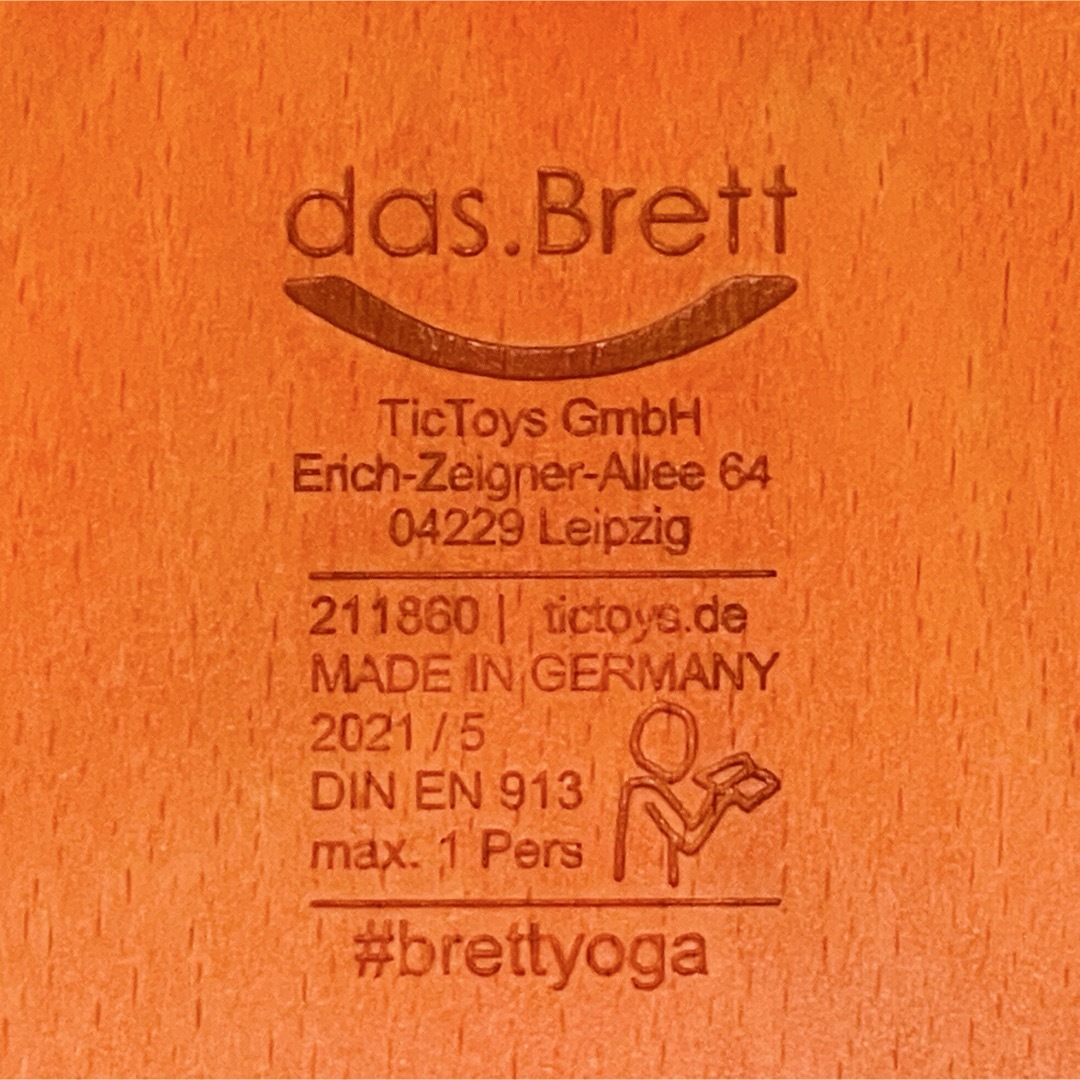 das.Brett
TicToys GmbH
Erich-Zeigner-Allee 64
04229 Leipzig
211860 | tictoys.de
MADE IN GERMANY
2021 / 5
DIN EN 913
max. 1 Pers
#brettyoga